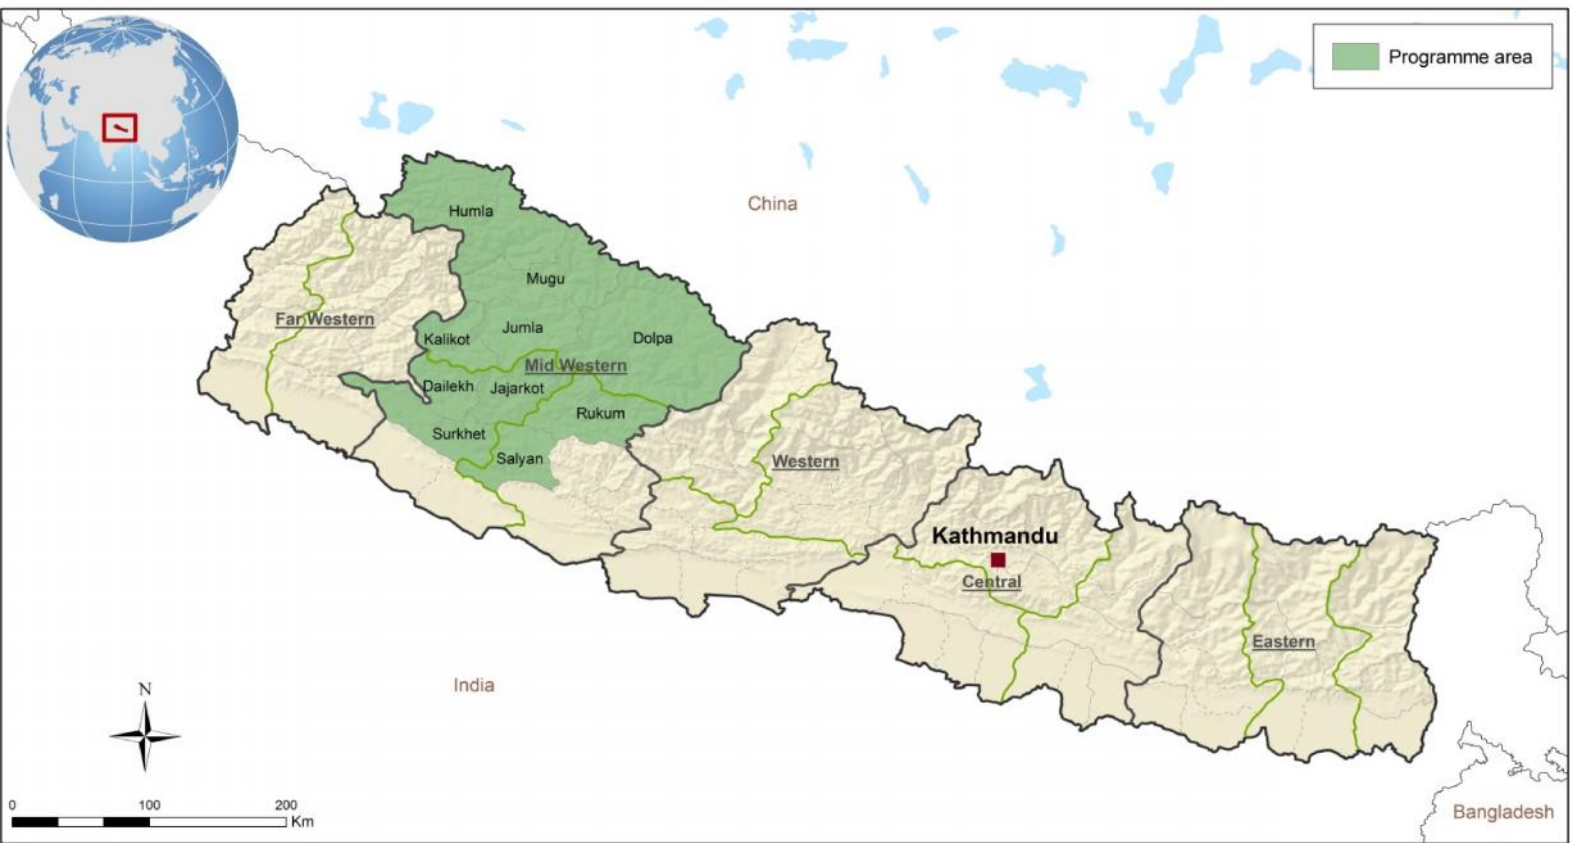 Programme area
China
Humla
Mugu
Far Western
Jumla
Kalikot
Dolpa
Mid Western
Dailekh
Jajarkot
Rukum
Surkhet
Salyan
Western
Kathmandu
Central
Eastern
India
N
0 100 200
Km
Bangladesh